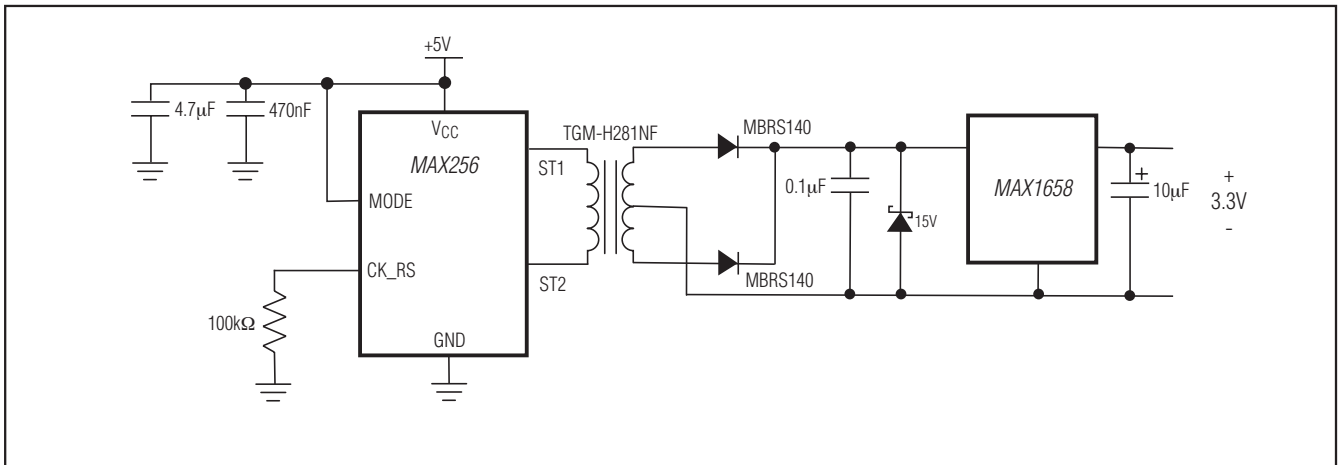 +5V
4.7μF
470nF
VCC
MAX256
MODE
CK_RS
GND
100kΩ
ST1
ST2
TGM-H281NF
MBRS140
MBRS140
0.1μF
15V
MAX1658
+
10μF
+
3.3V
-